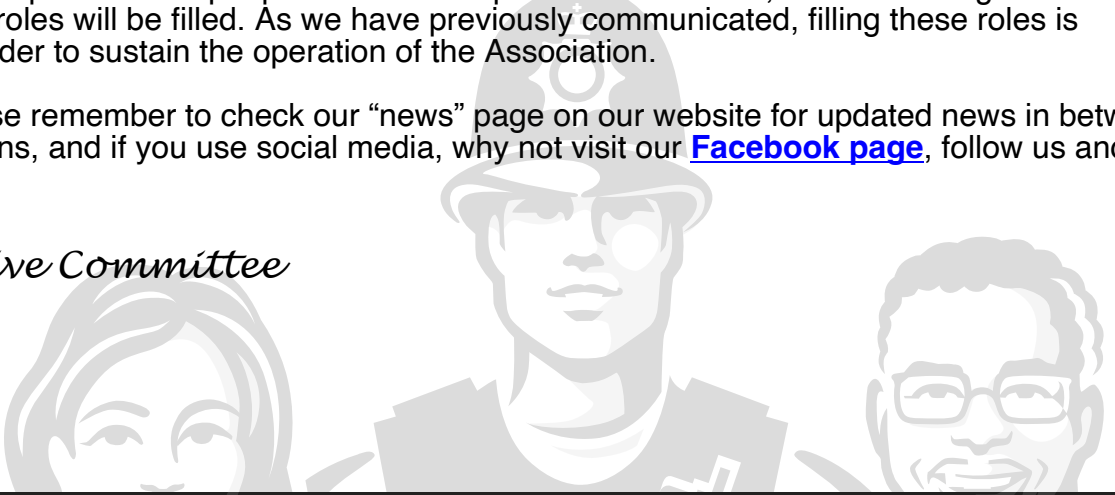 roles will be filled. As we have previously communicated, filling these roles is
der to sustain the operation of the Association.
se remember to check our “news” page on our website for updated news in betw
ns, and if you use social media, why not visit our Facebook page, follow us and
ive Committee